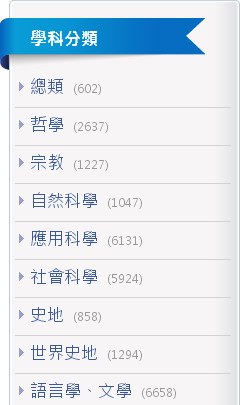 學科分類
總類 (602)
哲學 (2637)
宗教 (1227)
自然科學 (1047)
應用科學 (6131)
社會科學 (5924)
史地 (858)
世界史地 (1294)
語言學、文學 (6658)